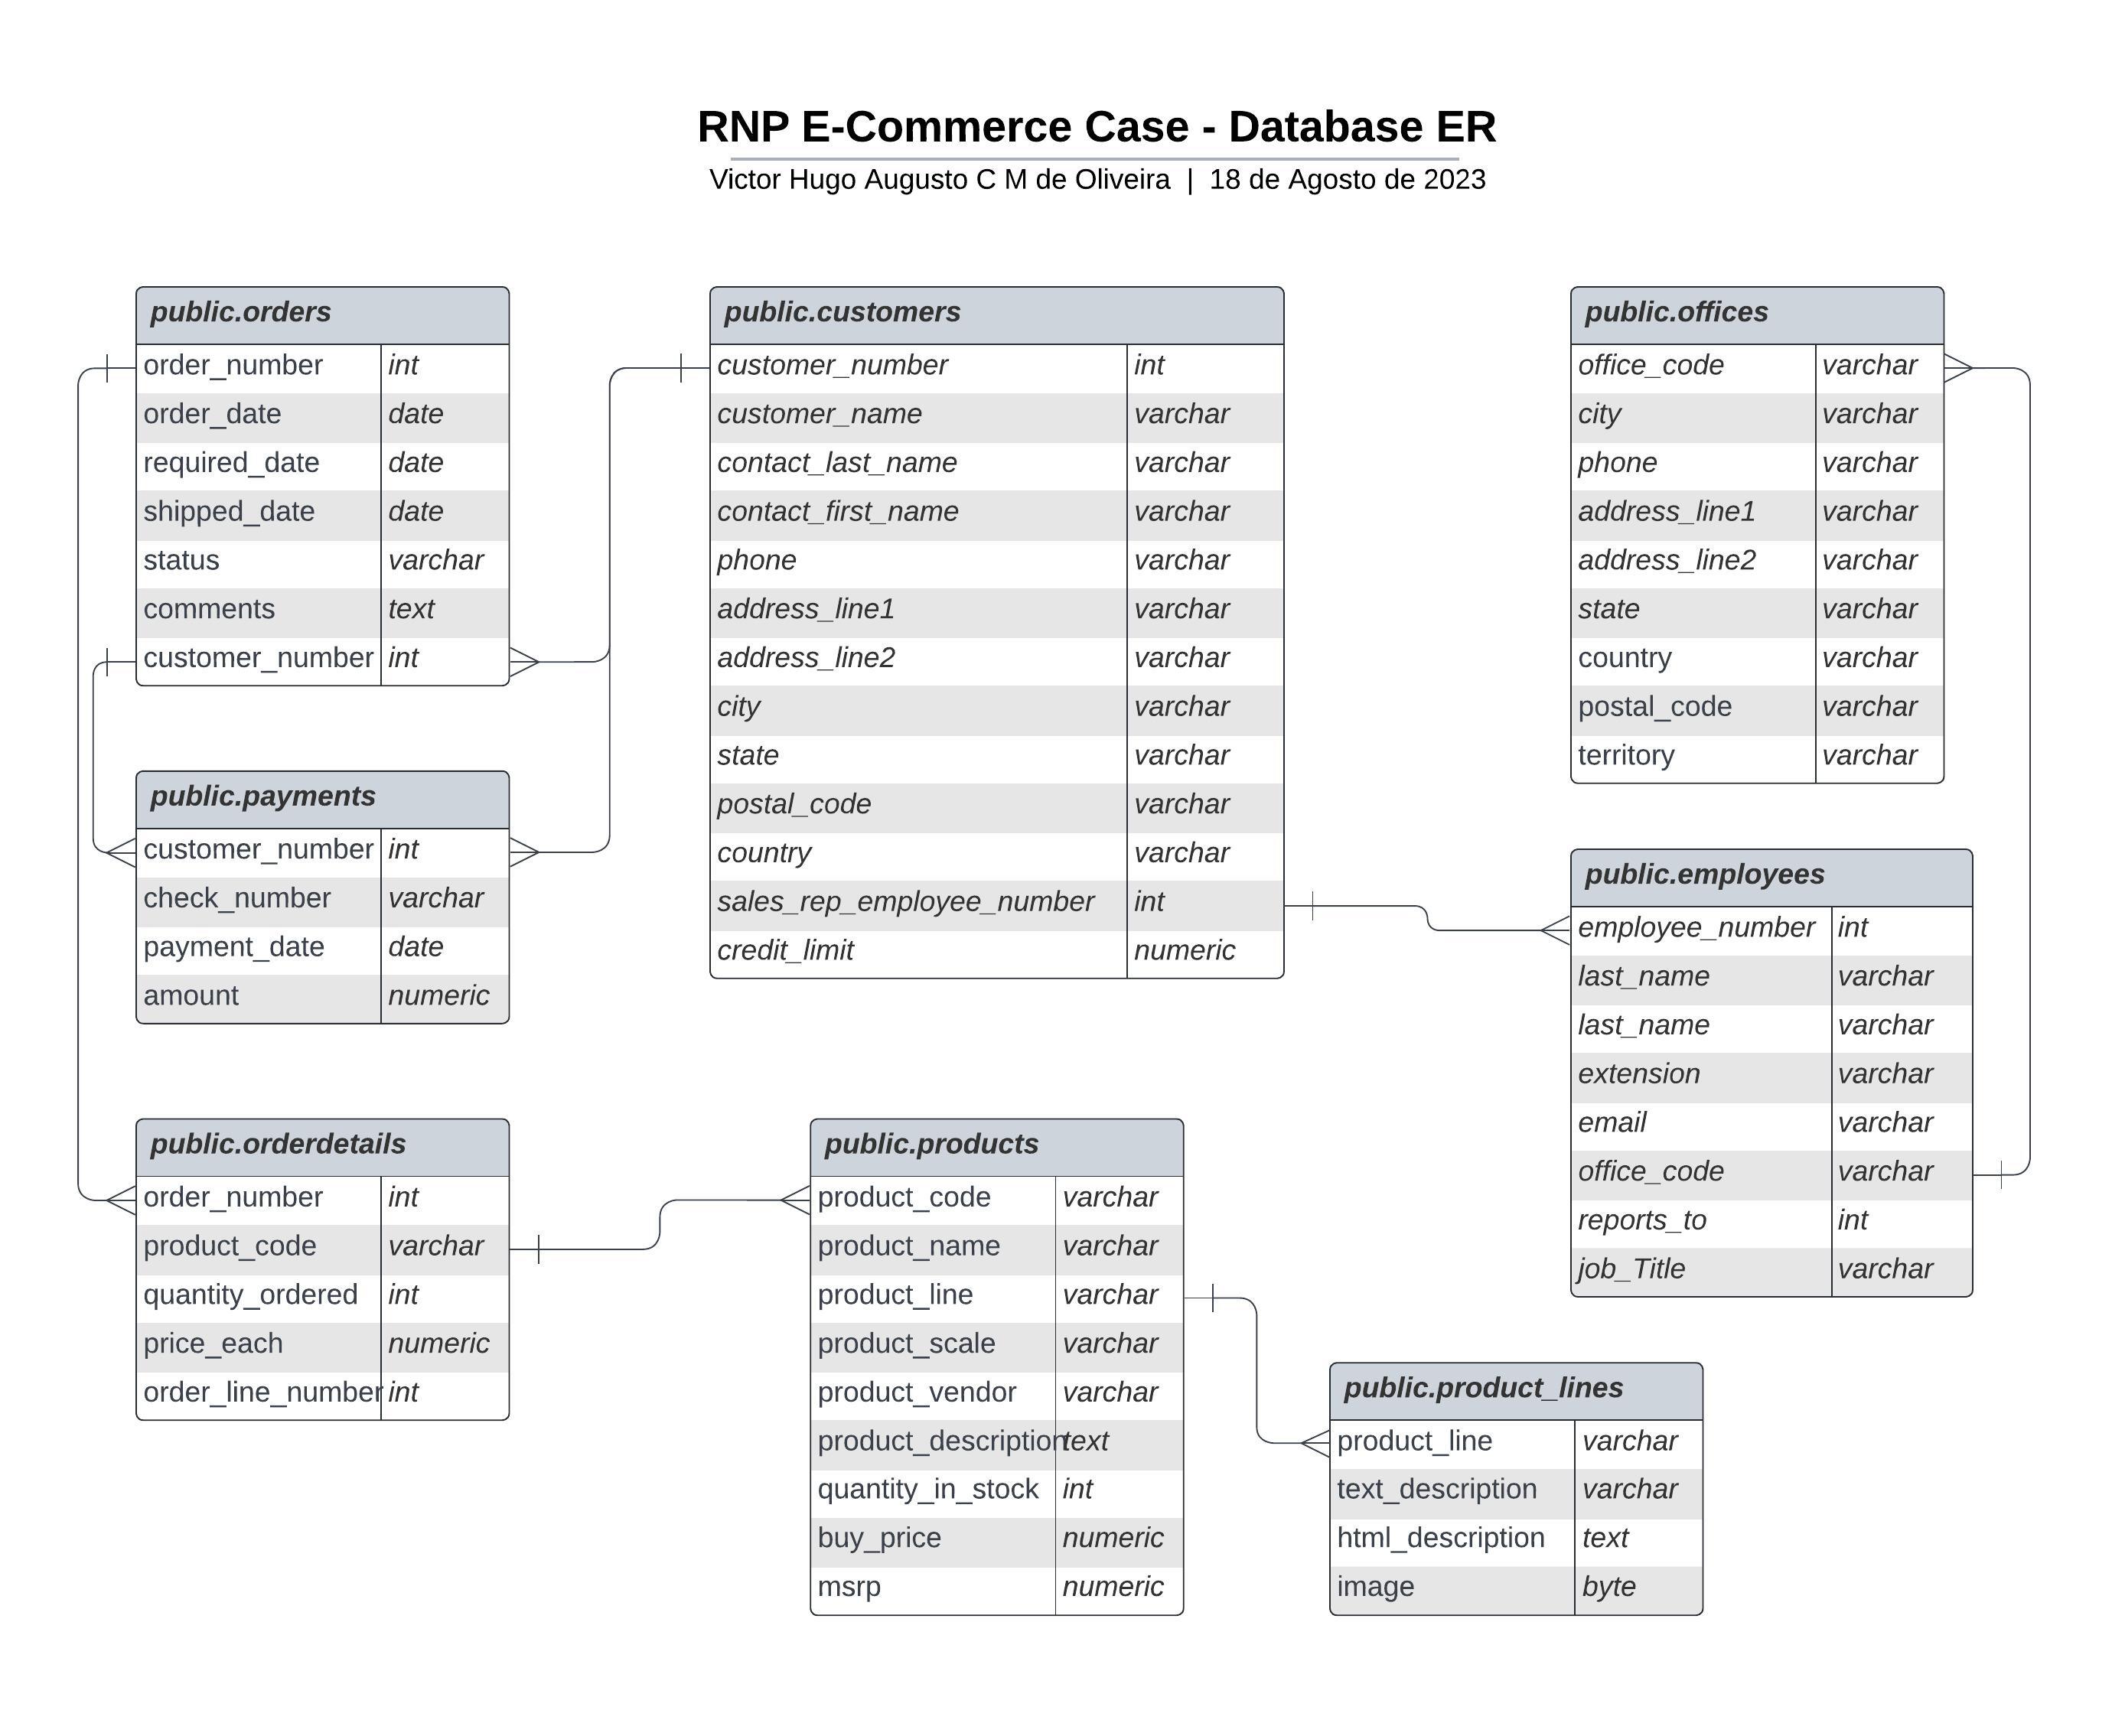 RNP E-Commerce Case - Database ER
Victor Hugo Augusto C M de Oliveira | 18 de Agosto de 2023
public.orders
order_number int
order_date date
required_date date
shipped_date date
status varchar
comments text
customer_number int
public.payments
customer_number int
check_number varchar
payment_date date
amount numeric
public.orderdetails
order_number int
product_code varchar
quantity_ordered int
price_each numeric
order_line_number int
public.customers
customer_number int
customer_name varchar
contact_last_name varchar
contact_first_name varchar
phone varchar
address_line1 varchar
address_line2 varchar
city varchar
state varchar
postal_code varchar
country varchar
sales_rep_employee_number int
credit_limit numeric
public.products
product_code varchar
product_name varchar
product_line varchar
product_scale varchar
product_vendor varchar
product_description text
quantity_in_stock int
buy_price numeric
msrp numeric
public.offices
office_code varchar
city varchar
phone varchar
address_line1 varchar
address_line2 varchar
state varchar
country varchar
postal_code varchar
territory varchar
public.employees
employee_number int
last_name varchar
last_name varchar
extension varchar
email varchar
office_code varchar
reports_to int
job_Title varchar
public.product_lines
product_line varchar
text_description varchar
html_description text
image byte